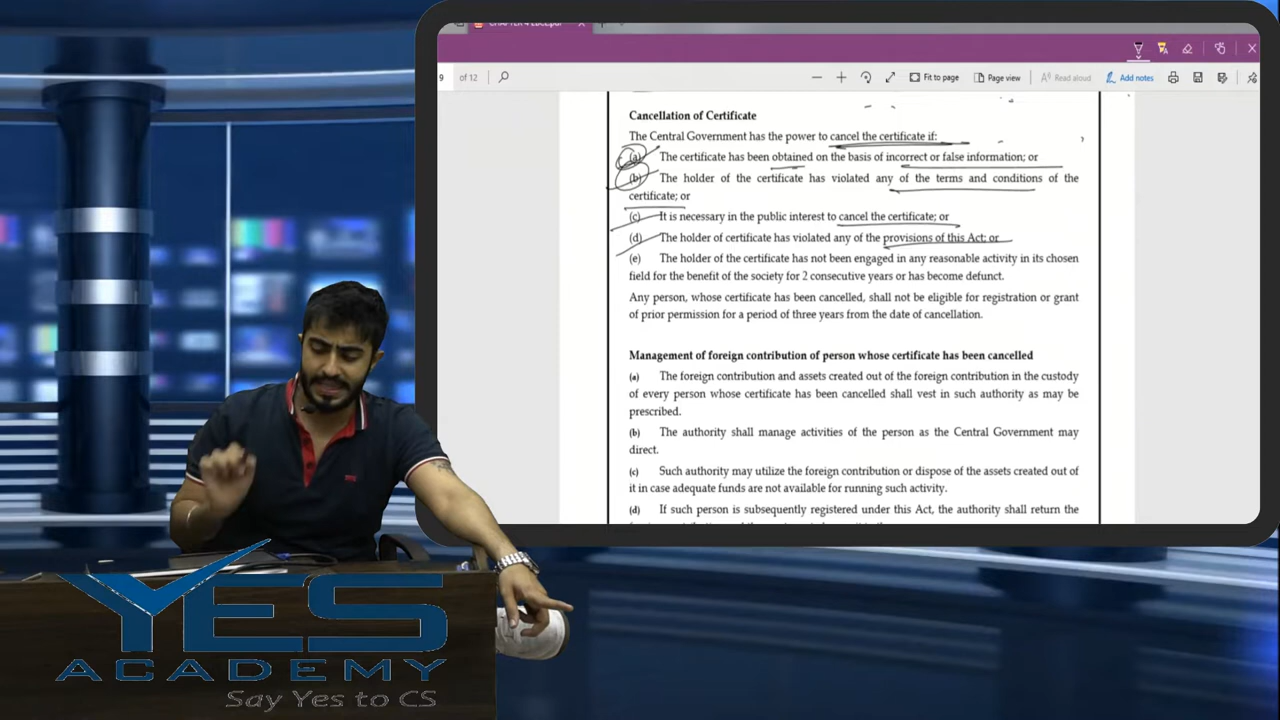 9 of 12
Fit to page
Page view
Read aloud
Add notes
Cancellation of Certificate
The Central Government has the power to cancel the certificate if:
(a) The certificate has been obtained on the basis of incorrect or false information; or
(b) The holder of the certificate has violated any of the terms and conditions of the
certificate; or
(c) It is necessary in the public interest to cancel the certificate; or
(d) The holder of certificate has violated any of the provisions of this Act; or
(e) The holder of the certificate has not been engaged in any reasonable activity in its chosen
field for the benefit of the society for 2 consecutive years or has become defunct.
Any person, whose certificate has been cancelled, shall not be eligible for registration or grant
of prior permission for a period of three years from the date of cancellation.
Management of foreign contribution of person whose certificate has been cancelled
(a) The foreign contribution and assets created out of the foreign contribution in the custody
of every person whose certificate has been cancelled shall vest in such authority as may be
prescribed.
(b) The authority shall manage activities of the person as the Central Government may
direct.
(c) Such authority may utilize the foreign contribution or dispose of the assets created out of
it in case adequate funds are not available for running such activity.
(d) If such person is subsequently registered under this Act, the authority shall return the
YES
ACADEMY
Say Yes to CS